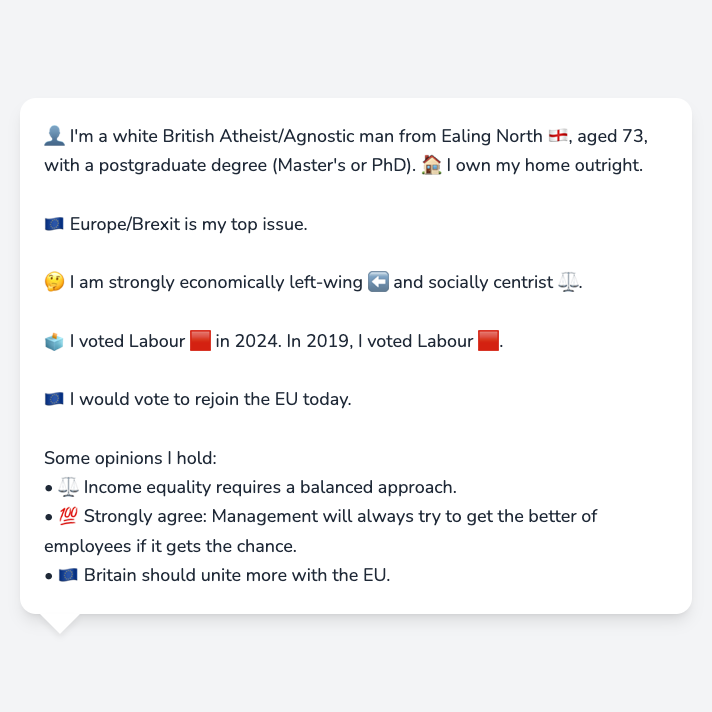 👤 I'm a white British Atheist/Agnostic man from Ealing North 🏴󠁧󠁢󠁥󠁮󠁧󠁿, aged 73,
with a postgraduate degree (Master's or PhD). 🏠 I own my home outright.
🇪🇺 Europe/Brexit is my top issue.
🤔 I am strongly economically left-wing ⬅️ and socially centrist ⚖️.
🗳️ I voted Labour 🟥 in 2024. In 2019, I voted Labour 🟥.
🇪🇺 I would vote to rejoin the EU today.
Some opinions I hold:
• ⚖️ Income equality requires a balanced approach.
• 💯 Strongly agree: Management will always try to get the better of
employees if it gets the chance.
• 🇪🇺 Britain should unite more with the EU.